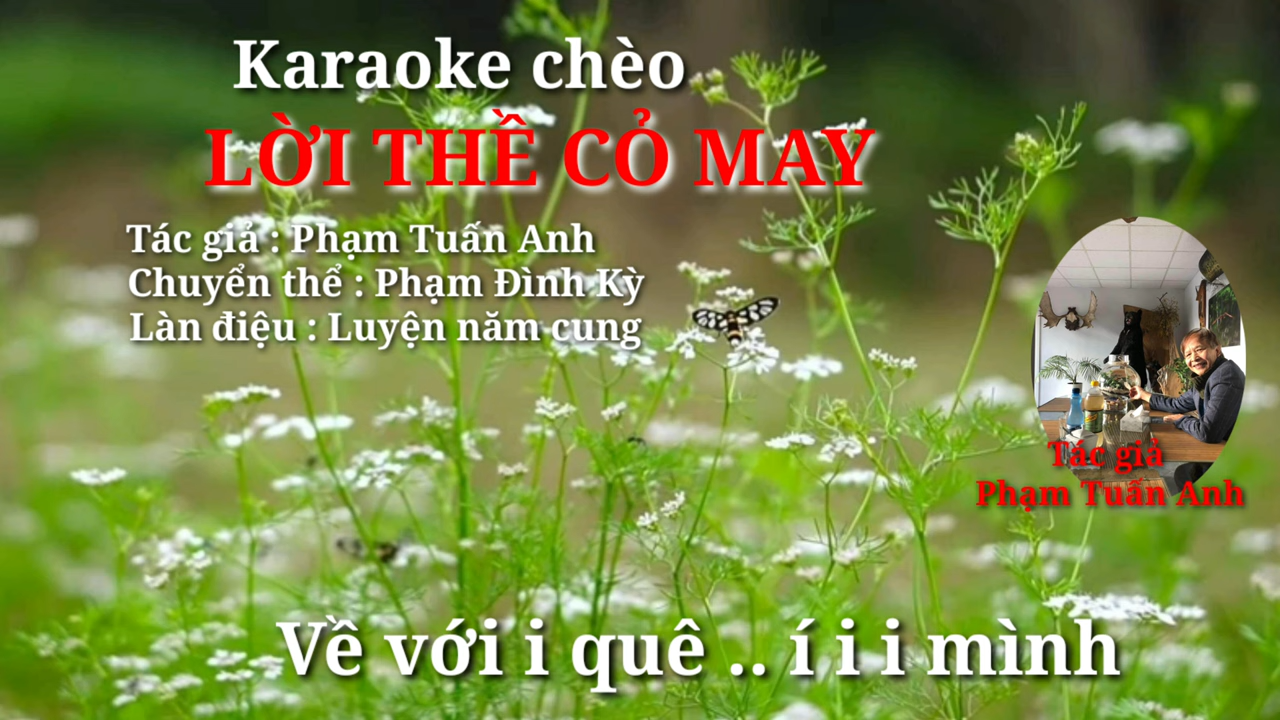 Karaoke chèo
LỜI THỀ CỎ MAY
Tác giả : Phạm Tuấn Anh
Chuyển thể : Phạm Đình Kỳ
Làn điệu : Luyện năm cung
Tác giả
Phạm Tuấn Anh
Về với i quê .. í i i mình